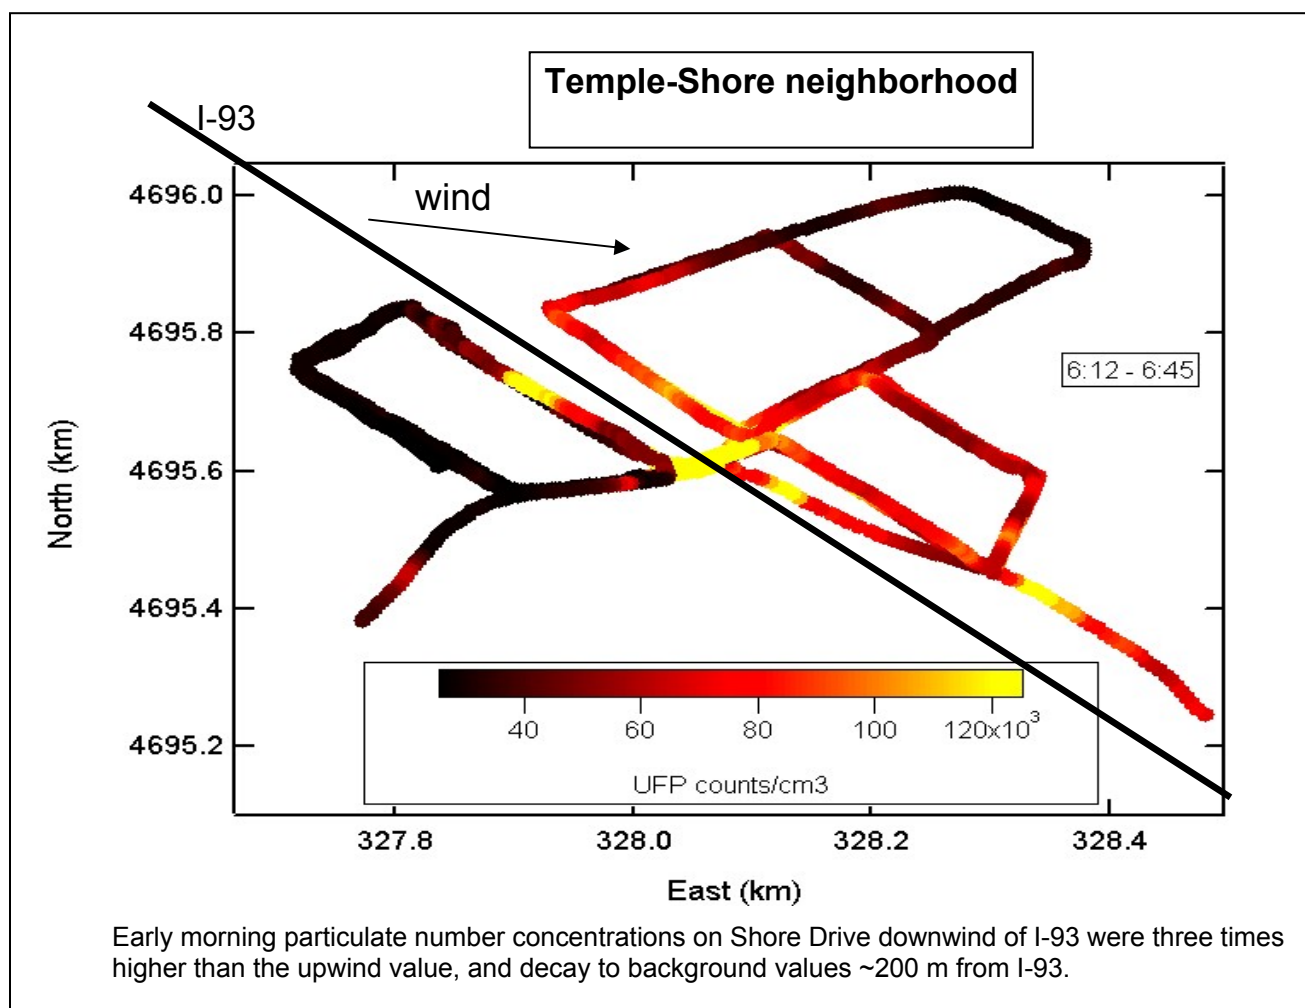 Temple-Shore neighborhood
I-93
wind
4696.0
4695.8
6:12 - 6:45
4695.6
North (km)
4695.4
40 60 80 100 120x10³
4695.2
UFP counts/cm3
327.8 328.0 328.2 328.4
East (km)
Early morning particulate number concentrations on Shore Drive downwind of I-93 were three times
higher than the upwind value, and decay to background values ~200 m from I-93.